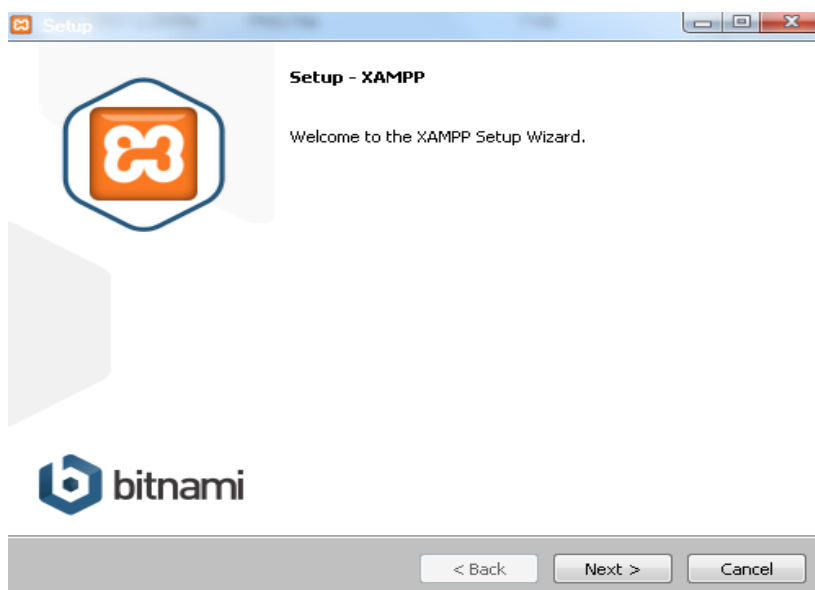 Setup
Setup - XAMPP
Welcome to the XAMPP Setup Wizard.
bitnami
< Back
Next >
Cancel